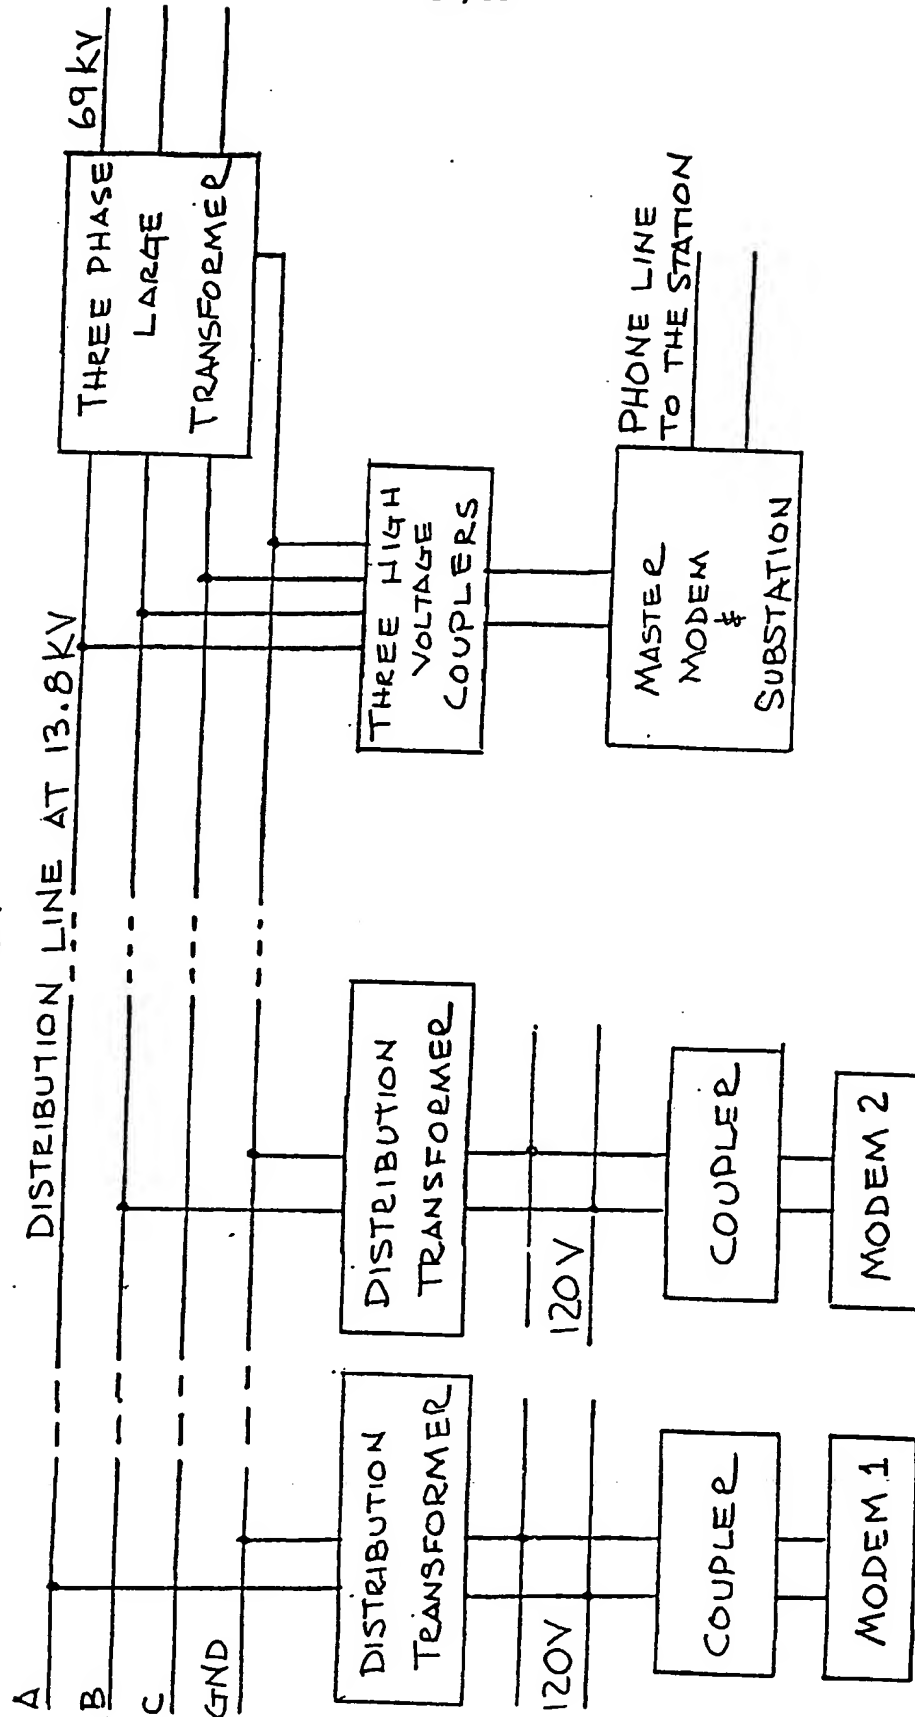 DISTRIBUTION LINE AT 13.8KV
69KV
A
B
C
GND
THREE PHASE
LARGE
TRANSFORMER
THREE HIGH
VOLTAGE
COUPLERS
MASTER
MODEM
&
SUBSTATION
PHONE LINE
TO THE STATION
DISTRIBUTION
TRANSFORMER
120V
COUPLER
MODEM 1
DISTRIBUTION
TRANSFORMER
120V
COUPLER
MODEM 2